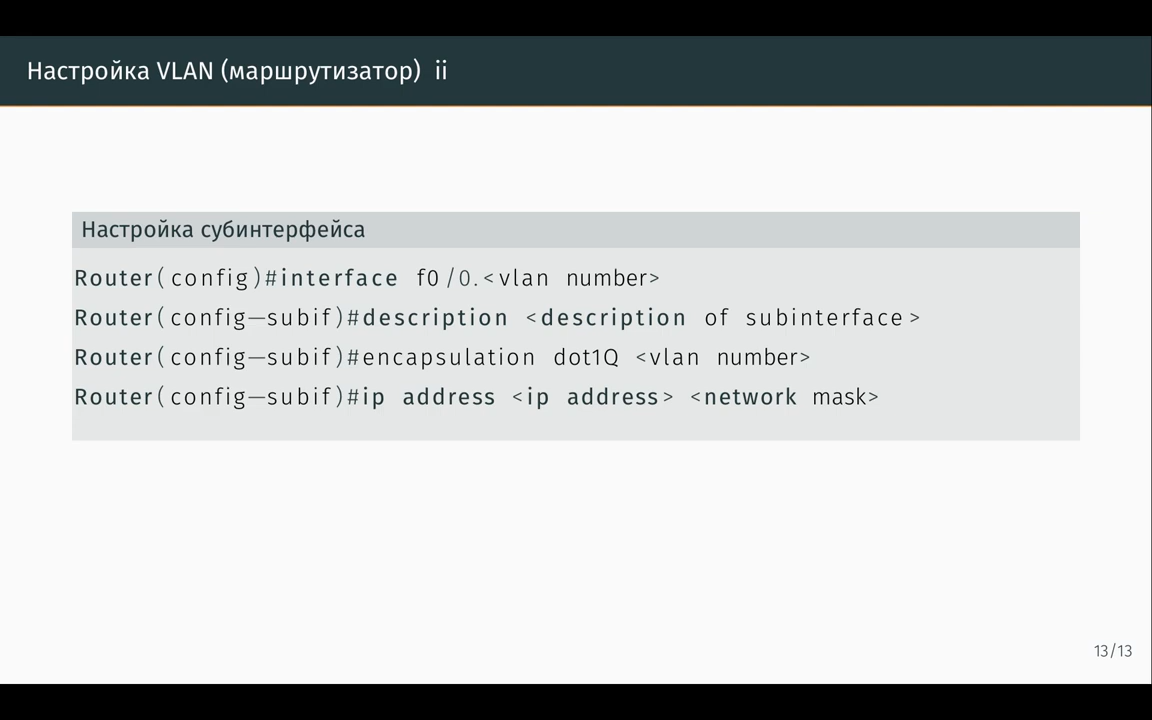 Настройка VLAN (маршрутизатор) ii
Настройка субинтерфейса
Router(config)#interface f0/0.<vlan number>
Router(config—subif)#description <description of subinterface>
Router(config—subif)#encapsulation dot1Q <vlan number>
Router(config—subif)#ip address <ip address> <network mask>
13/13